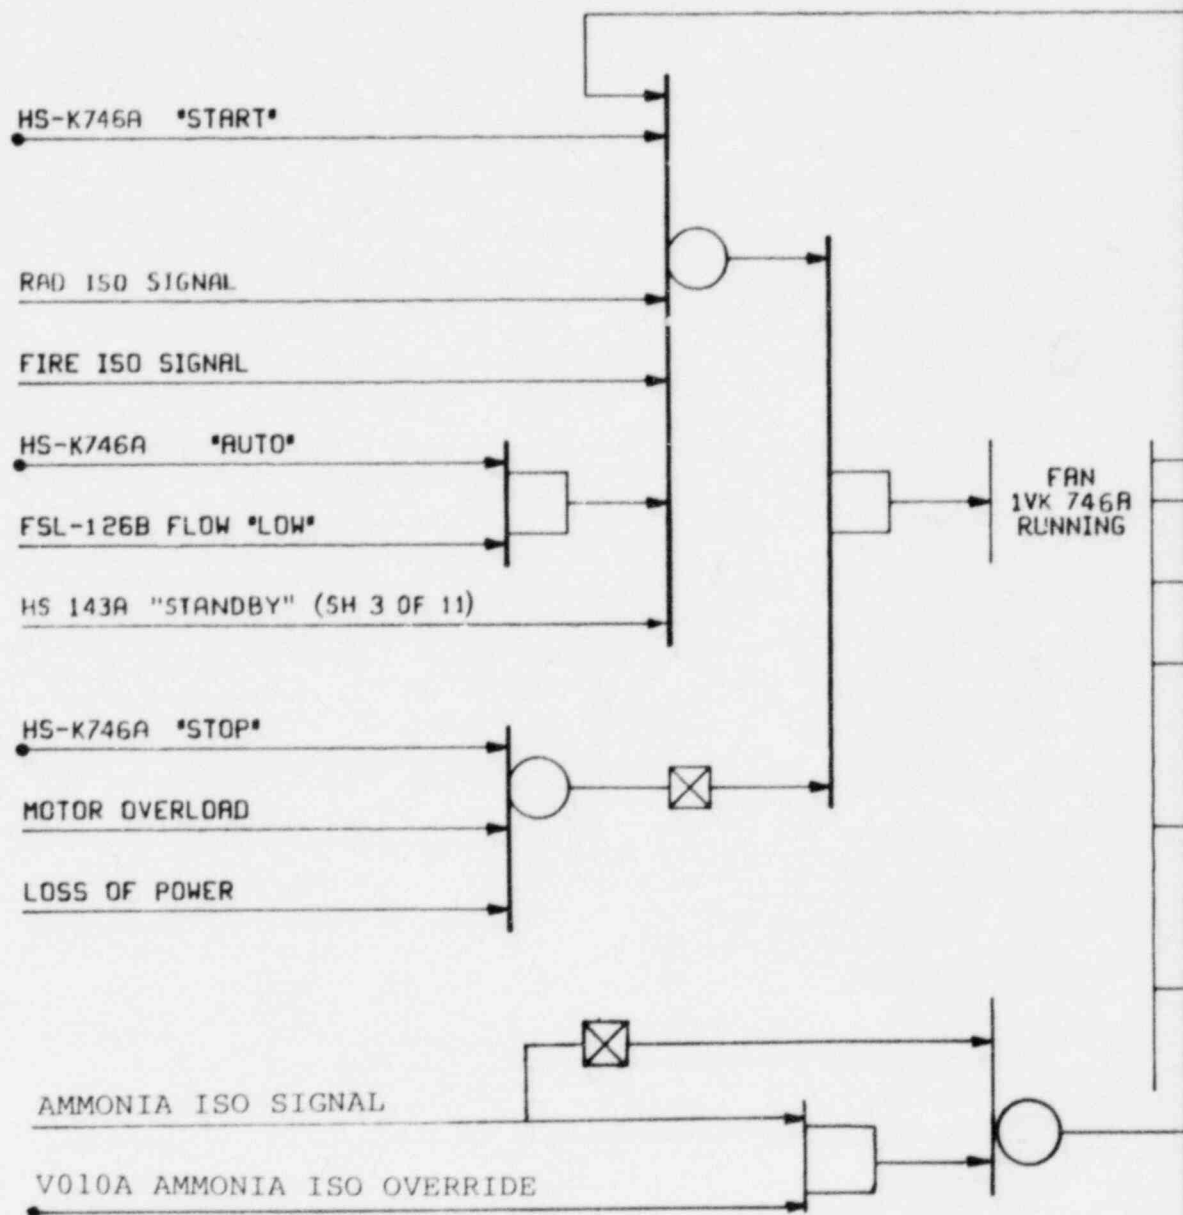 HS-K746A "START"
RAD ISO SIGNAL
FIRE ISO SIGNAL
HS-K746A "AUTO"
FSL-126B FLOW "LOW"
HS 143A "STANDBY" (SH 3 OF 11)
FAN
1VK 746A
RUNNING
HS-K746A "STOP"
MOTOR OVERLOAD
LOSS OF POWER
AMMONIA ISO SIGNAL
V010A AMMONIA ISO OVERRIDE